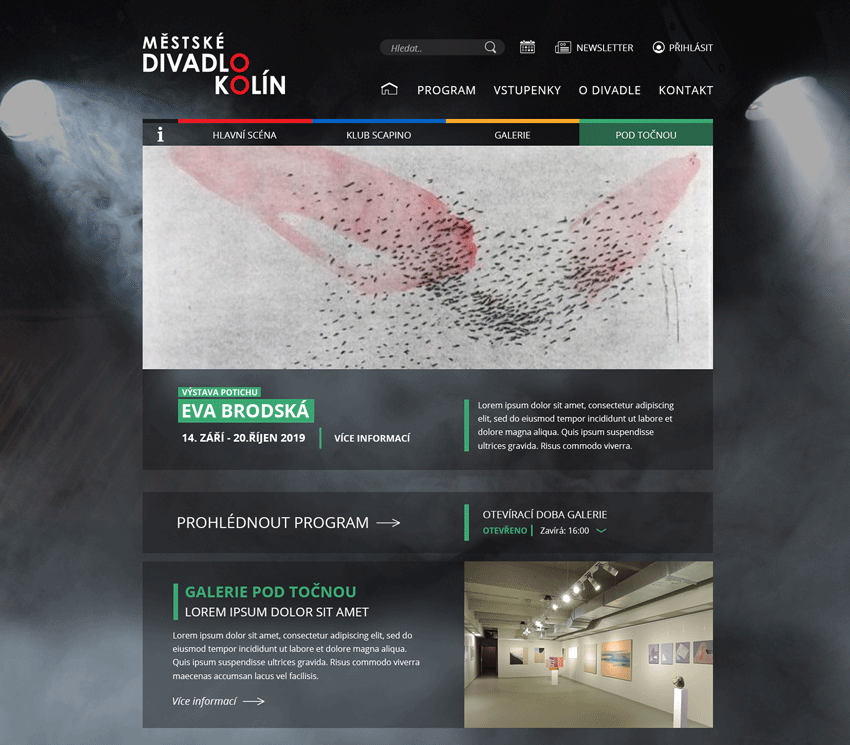 MĚSTSKÉ
DIVADLO
KOLÍN
Hledat..
NEWSLETTER
PŘIHLÁSIT
PROGRAM VSTUPENKY O DIVADLE KONTAKT
i HLAVNÍ SCÉNA KLUB SCAPINO GALERIE POD TOČNOU
VÝSTAVA POTICHU
EVA BRODSKÁ
14. ZÁŘÍ - 20.ŘÍJEN 2019 VÍCE INFORMACÍ
Lorem ipsum dolor sit amet, consectetur adipiscing
elit, sed do eiusmod tempor incididunt ut labore et
dolore magna aliqua. Quis ipsum suspendisse
ultrices gravida. Risus commodo viverra.
PROHLÉDNOUT PROGRAM
OTEVÍRACÍ DOBA GALERIE
OTEVŘENO Zavírá: 16:00
GALERIE POD TOČNOU
LOREM IPSUM DOLOR SIT AMET
Lorem ipsum dolor sit amet, consectetur adipiscing elit, sed do
eiusmod tempor incididunt ut labore et dolore magna aliqua.
Quis ipsum suspendisse ultrices gravida. Risus commodo viverra
maecenas accumsan lacus vel facilisis.
Více informací